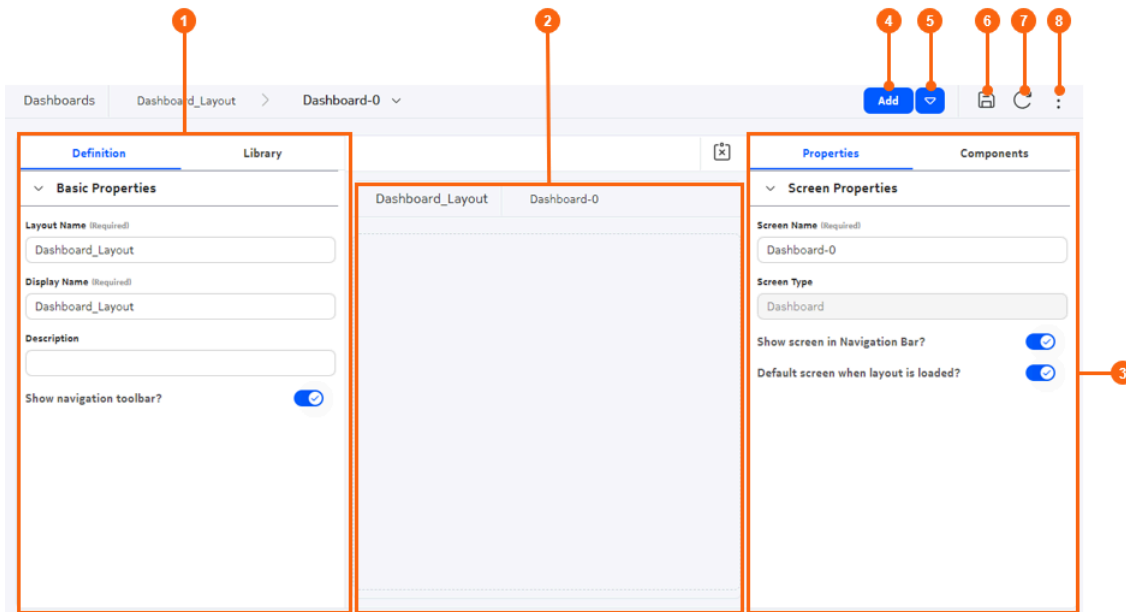 1 2 4 5 6 7 8
Dashboards Dashboard_Layout > Dashboard-0
Add
Definition Library
Basic Properties
Layout Name (Required)
Dashboard_Layout
Display Name (Required)
Dashboard_Layout
Description
Show navigation toolbar?
Dashboard_Layout Dashboard-0
Properties Components
Screen Properties
Screen Name (Required)
Dashboard-0
Screen Type
Dashboard
Show screen in Navigation Bar?
Default screen when layout is loaded?
3